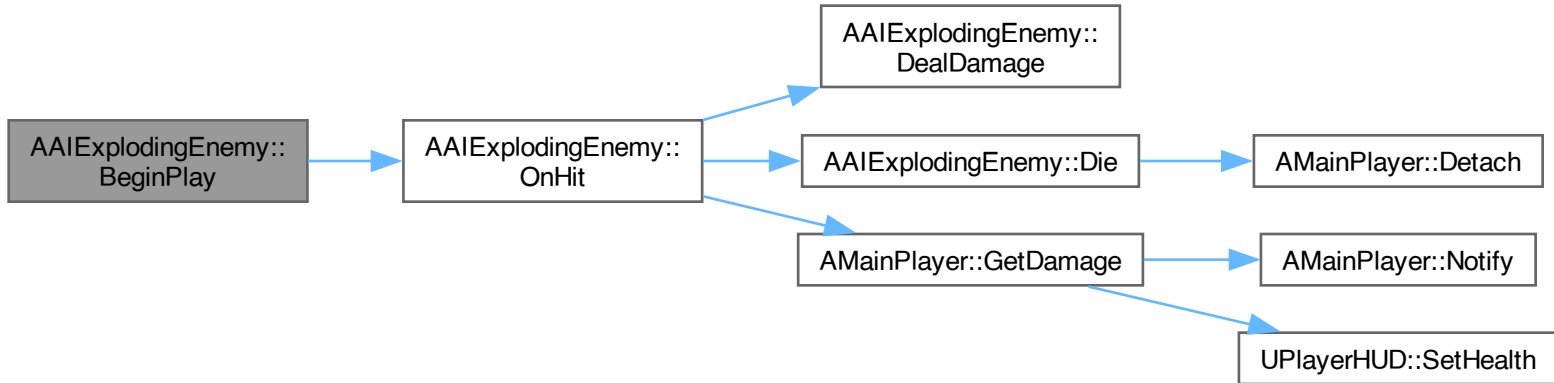 AAIExplodingEnemy::
BeginPlay
AAIExplodingEnemy::
OnHit
AAIExplodingEnemy::
DealDamage
AAIExplodingEnemy::Die
AMainPlayer::Detach
AMainPlayer::GetDamage
AMainPlayer::Notify
UPlayerHUD::SetHealth